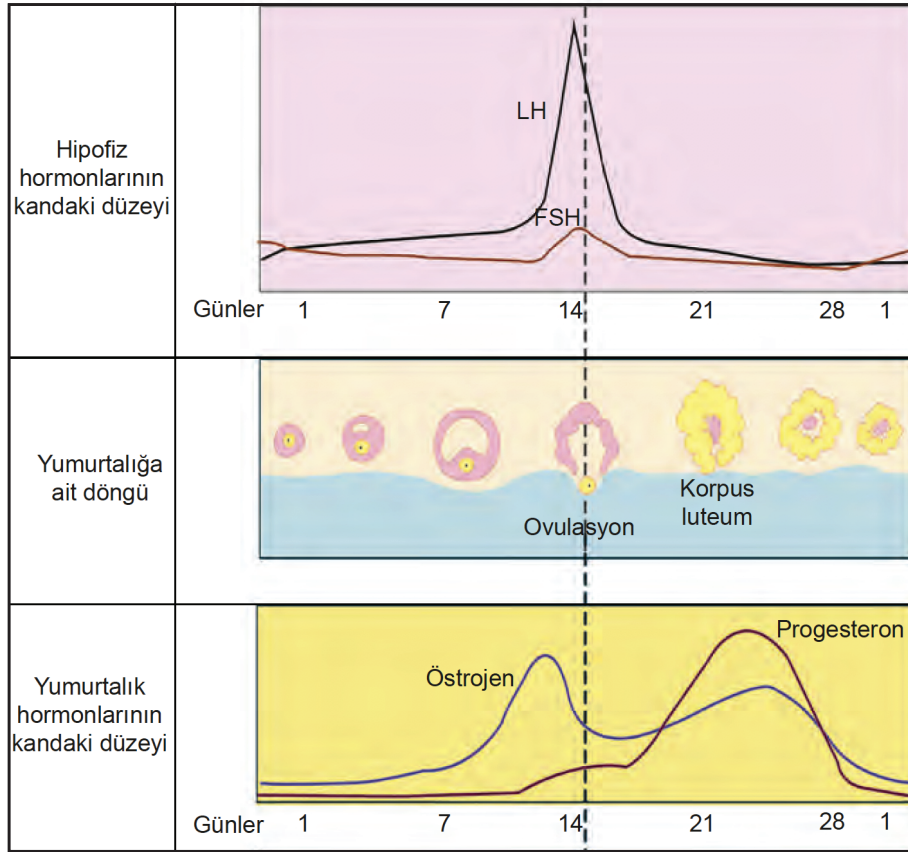 Hipofiz
hormonlarının
kandaki düzeyi
LH
FSH
Günler 1 7 14 21 28 1
Yumurtalığa
ait döngü
Ovulasyon
Korpus
luteum
Yumurtalık
hormonlarının
kandaki düzeyi
Östrojen
Progesteron
Günler 1 7 14 21 28 1